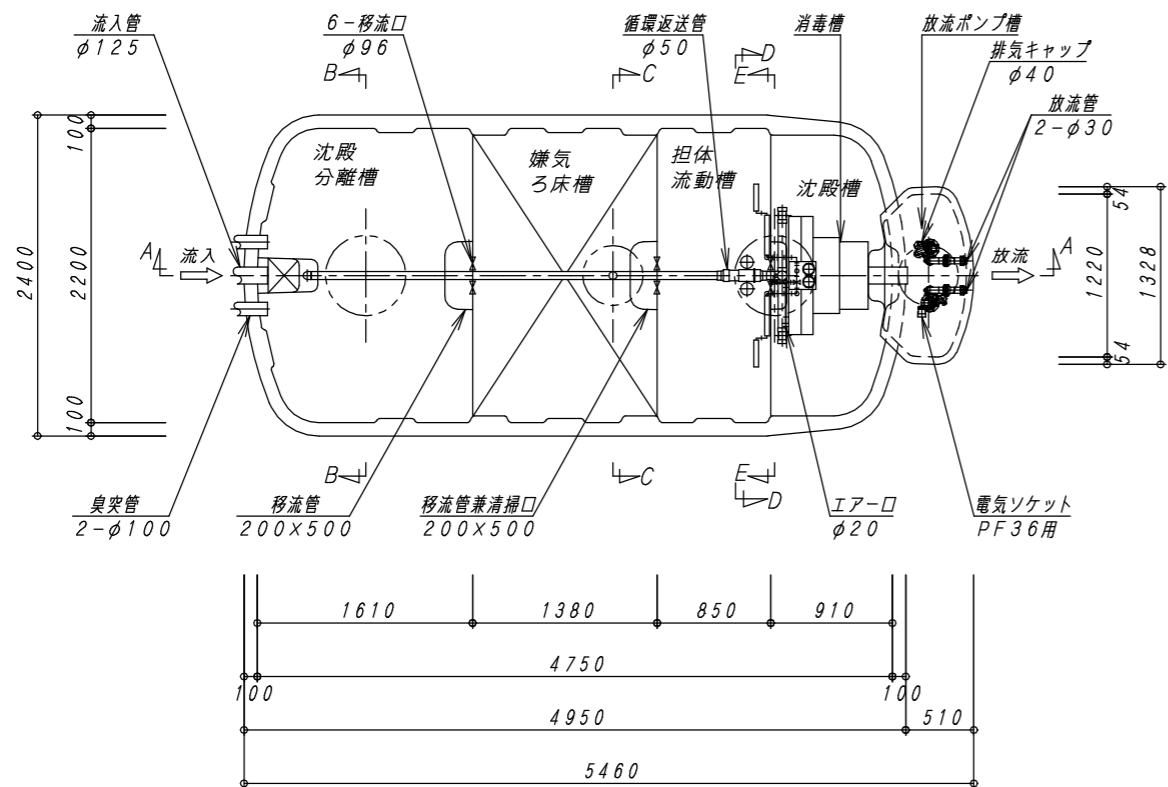 流入管
φ125
6-移流口
φ96
循環返送管
φ50
消毒槽
放流ポンプ槽
排気キャップ
φ40
放流管
2-φ30
B
C
D
E
沈殿
分離槽
嫌気
ろ床槽
担体
流動槽
沈殿槽
100
2200
2400
100
A
流入
放流
A
54
1220
1328
54
B
C
E
D
臭突管
2-φ100
移流管
200×500
移流管兼清掃口
200×500
エアー口
φ20
電気ソケット
PF36用
1610
1380
850
910
4750
100
100
4950
510
5460